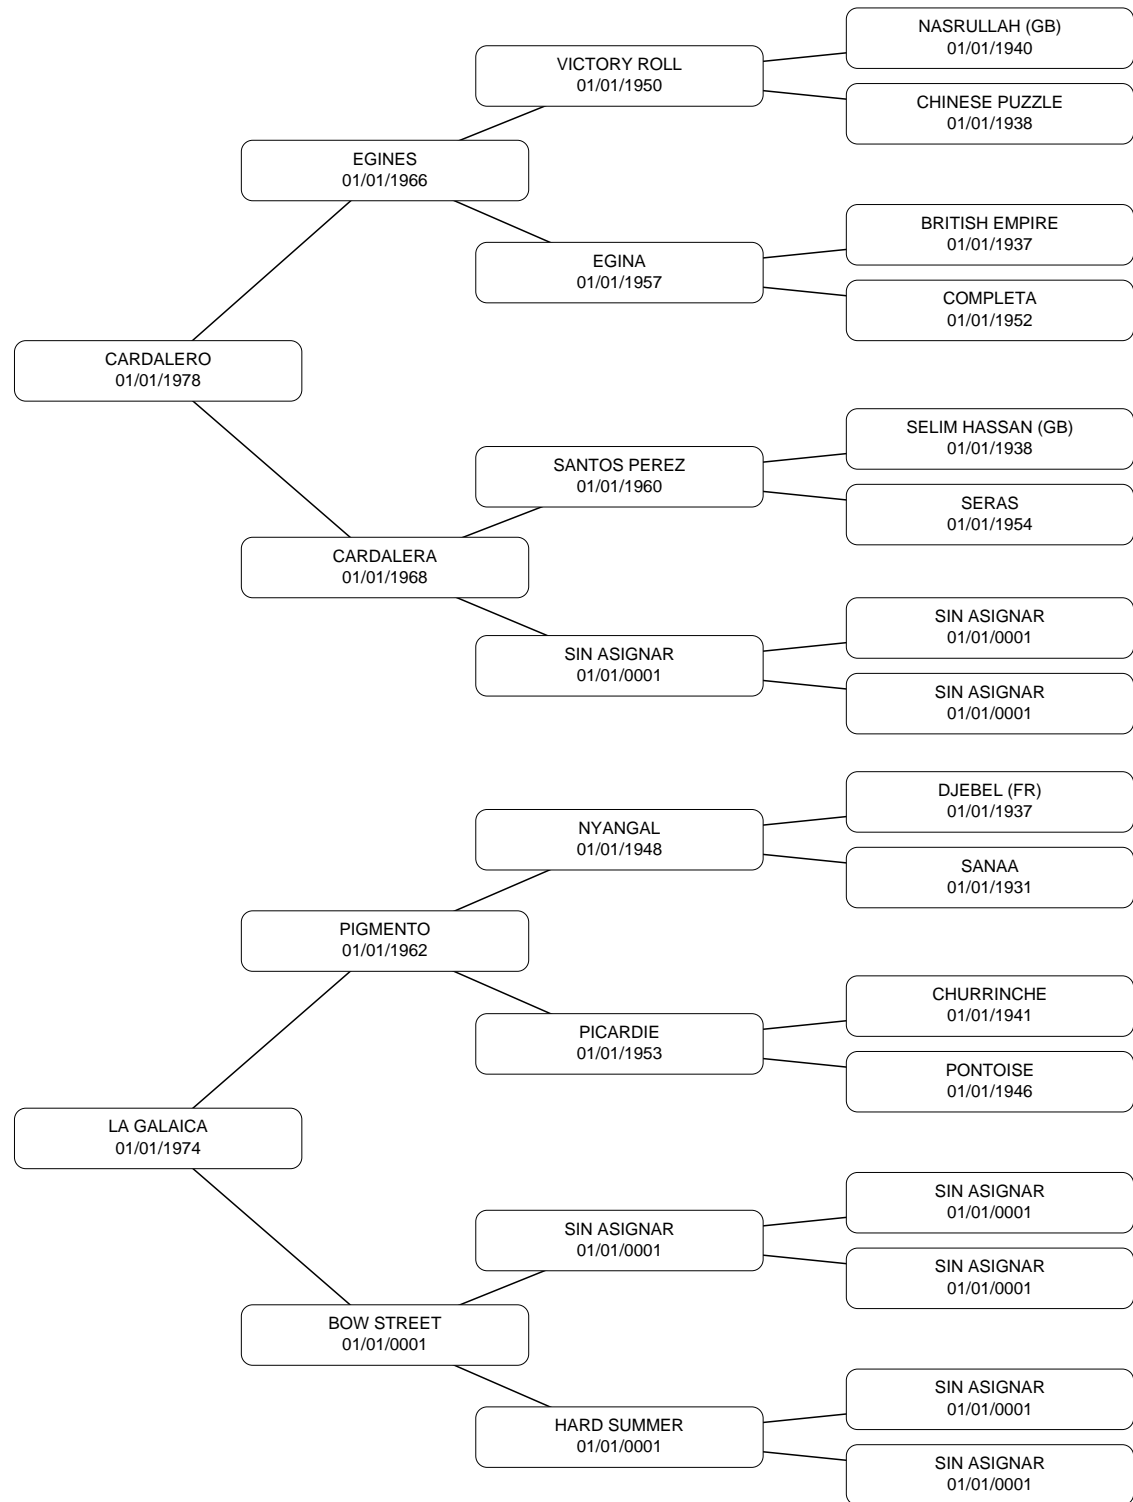 NASRULLAH (GB)
01/01/1940
VICTORY ROLL
01/01/1950
CHINESE PUZZLE
01/01/1938
EGINES
01/01/1966
BRITISH EMPIRE
01/01/1937
EGINA
01/01/1957
COMPLETA
01/01/1952
CARDALERO
01/01/1978
SELIM HASSAN (GB)
01/01/1938
SANTOS PEREZ
01/01/1960
SERAS
01/01/1954
CARDALERA
01/01/1968
SIN ASIGNAR
01/01/0001
SIN ASIGNAR
01/01/0001
SIN ASIGNAR
01/01/0001
DJEBEL (FR)
01/01/1937
NYANGAL
01/01/1948
SANAA
01/01/1931
PIGMENTO
01/01/1962
CHURRINCHE
01/01/1941
PICARDIE
01/01/1953
PONTOISE
01/01/1946
LA GALAICA
01/01/1974
SIN ASIGNAR
01/01/0001
SIN ASIGNAR
01/01/0001
SIN ASIGNAR
01/01/0001
BOW STREET
01/01/0001
SIN ASIGNAR
01/01/0001
HARD SUMMER
01/01/0001
SIN ASIGNAR
01/01/0001